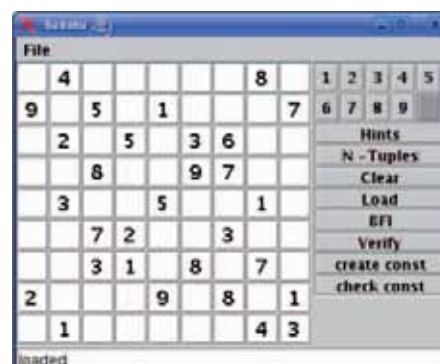 File
4 8
9 5 1 7
2 5 3 6
8 9 7
3 5 1
7 2 3
3 1 8 7
2 9 8 1
1 4 3
1 2 3 4 5
6 7 8 9
Hints
N - Tuples
Clear
Load
BFI
Verify
create const
check const
loaded